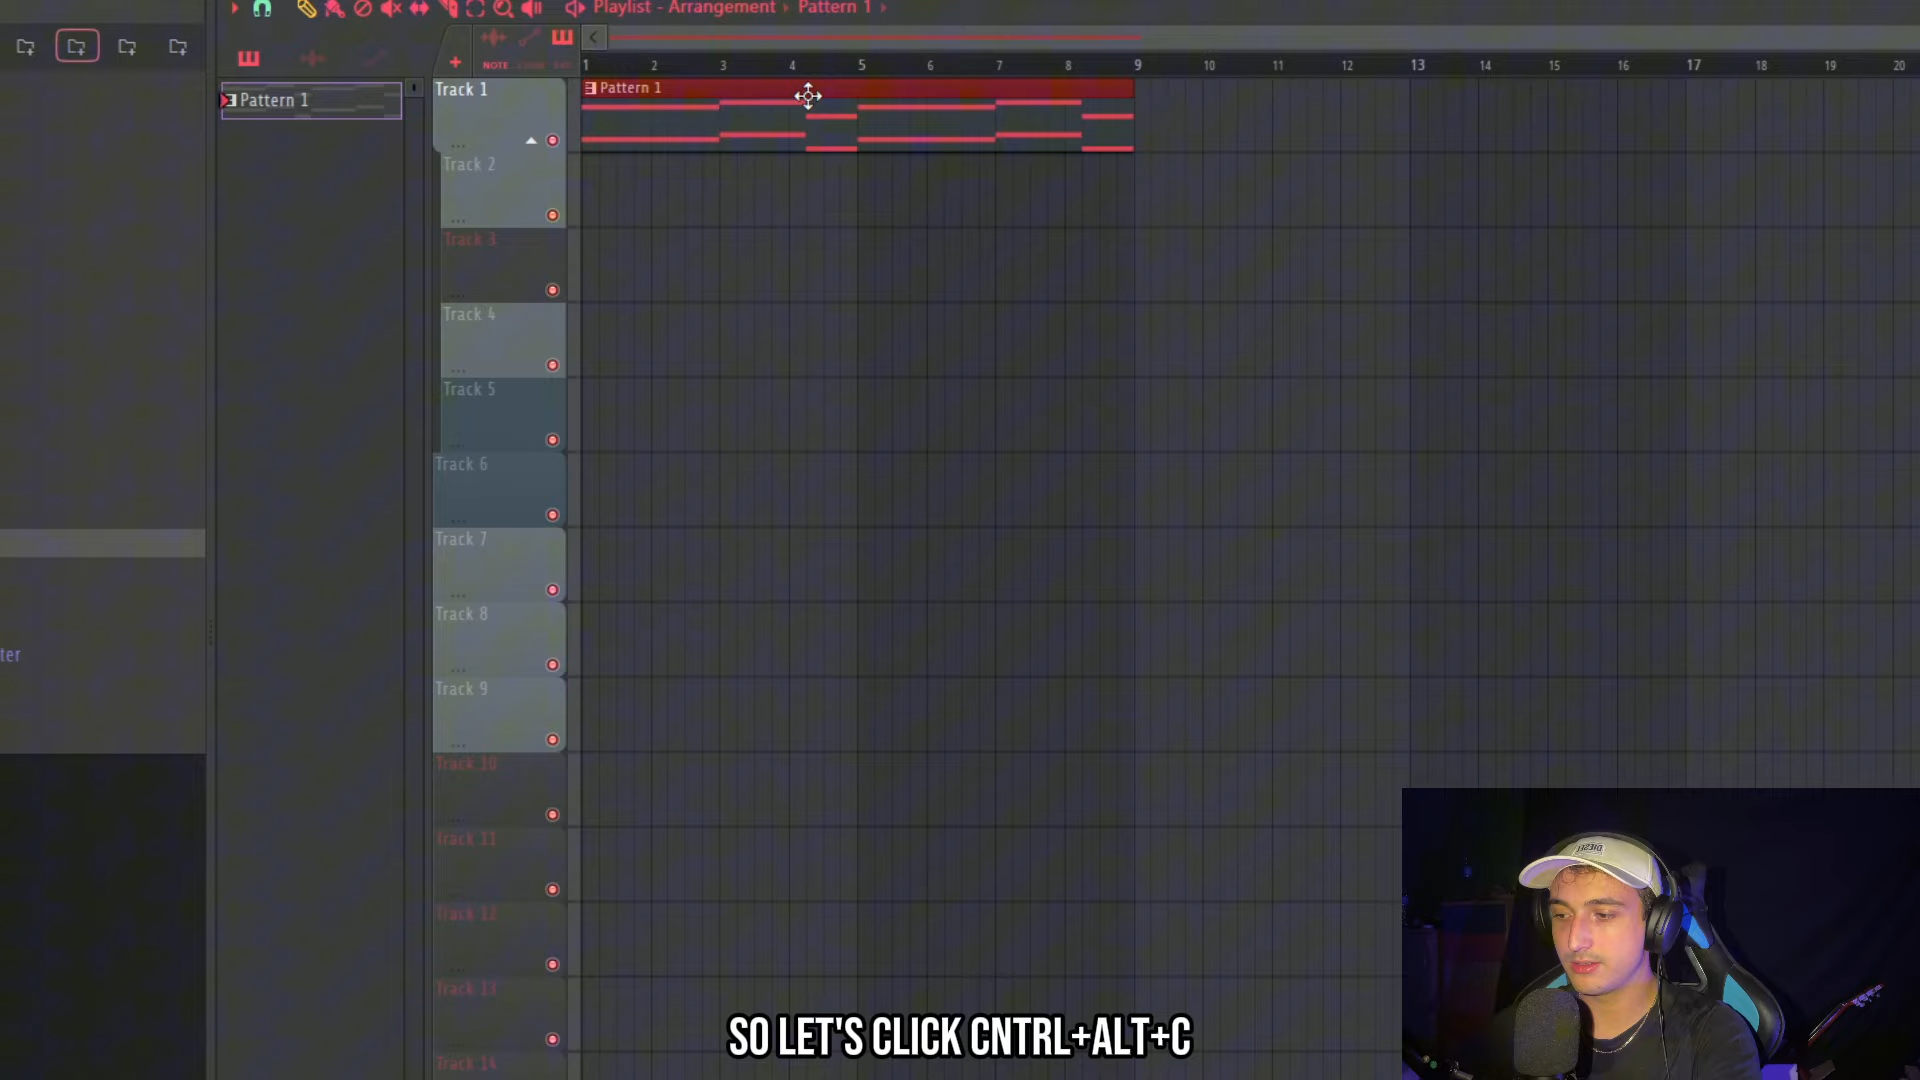 Playlist - Arrangement › Pattern 1 ›
NOTE
1 2 3 4 5 6 7 8 9 10 11 12 13 14 15 16 17 18 19 20
Pattern 1
Track 1
Pattern 1
Track 2
Track 3
Track 4
Track 5
Track 6
Track 7
ter
Track 8
Track 9
Track 10
Track 11
Track 12
Track 13
Track 14
DIESEL
SO LET'S CLICK CNTRL+ALT+C